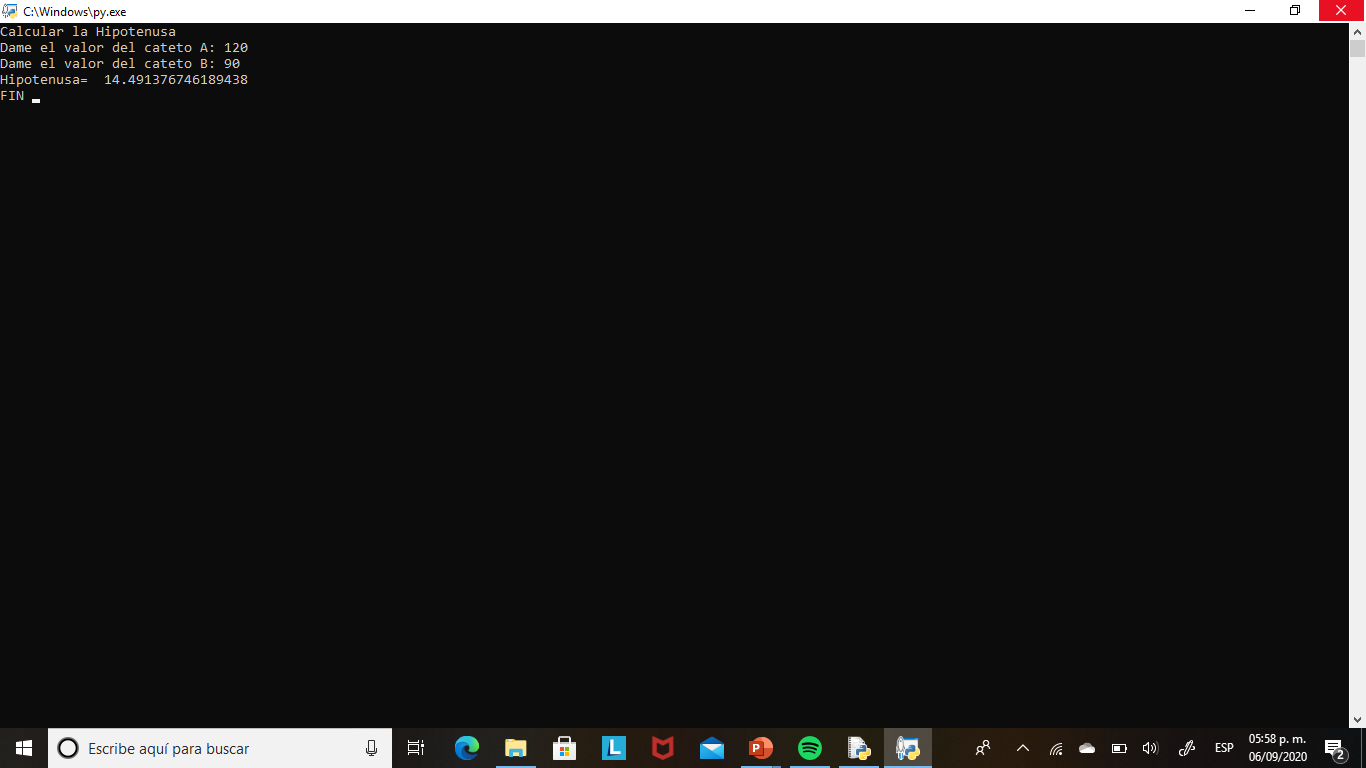 C:\Windows\py.exe
Calcular la Hipotenusa
Dame el valor del cateto A: 120
Dame el valor del cateto B: 90
Hipotenusa=  14.491376746189438
FIN
Escribe aquí para buscar
L
P
ESP
05:58 p. m.
06/09/2020
2